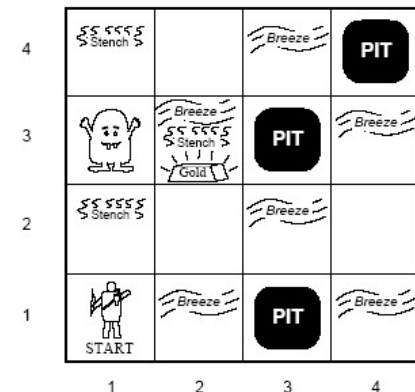 4 Stench Breeze PIT
Breeze
3 Stench PIT Breeze
Gold
2 Stench Breeze
1 Breeze PIT Breeze
START
1 2 3 4